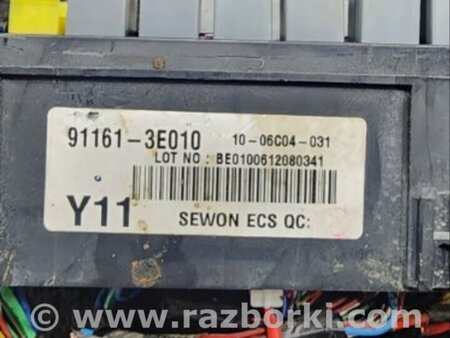 91161-3E010 10-06C04-031
LOT NO : BE0100612080341
Y11 SEWON ECS QC:
www.razborki.com